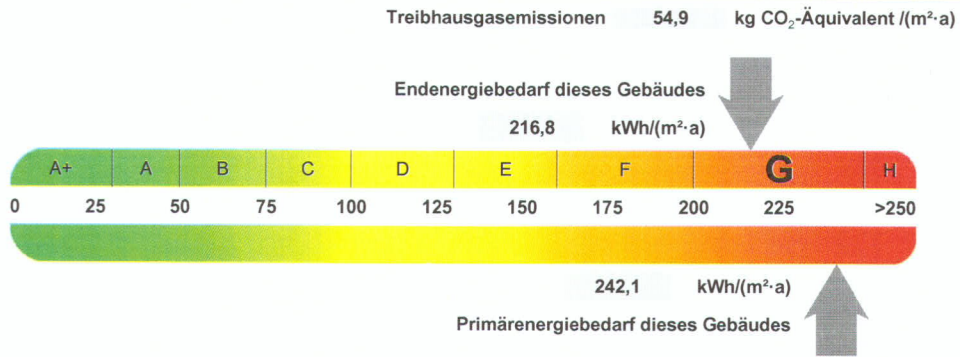 Treibhausgasemissionen 54,9 kg CO₂-Äquivalent /(m²·a)
Endenergiebedarf dieses Gebäudes
216,8 kWh/(m²·a)
A+ A B C D E F G H
0 25 50 75 100 125 150 175 200 225 >250
242,1 kWh/(m²·a)
Primärenergiebedarf dieses Gebäudes